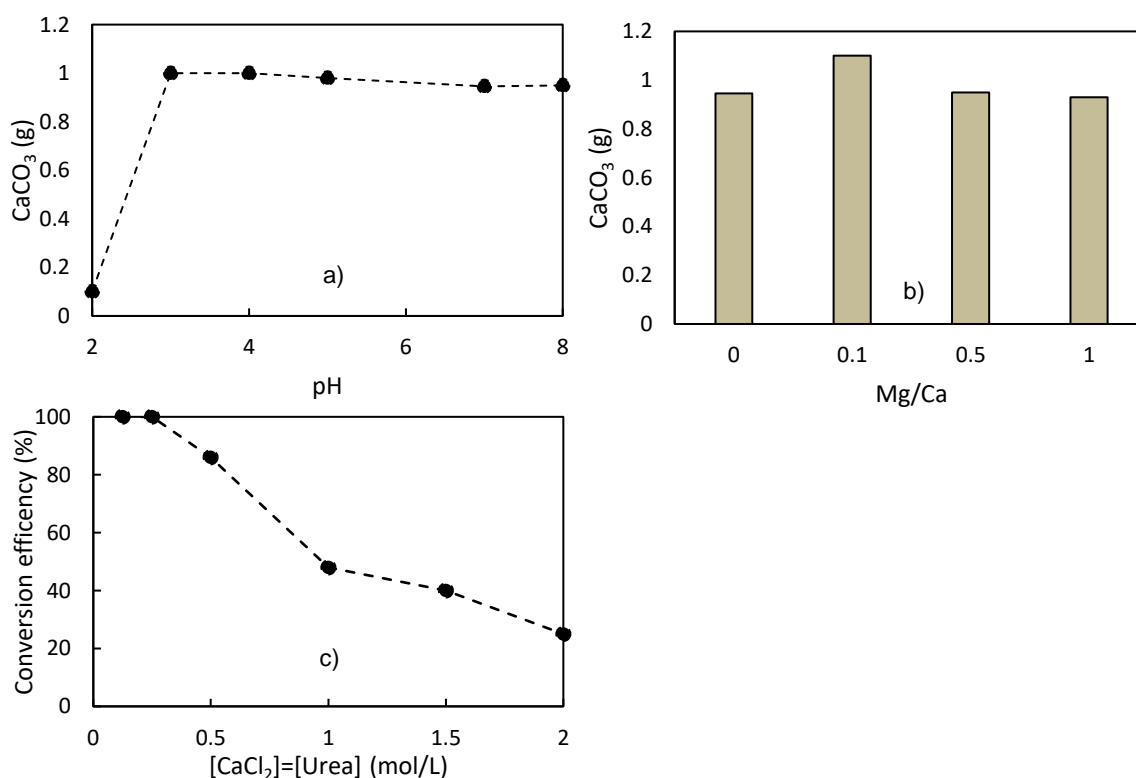 1.2
1
0.8
0.6
0.4
0.2
0
CaCO₃ (g)
a)
2 4 6 8
pH
1.2
1
0.8
0.6
0.4
0.2
0
CaCO₃ (g)
b)
0 0.1 0.5 1
Mg/Ca
100
80
60
40
20
0
Conversion efficency (%)
c)
0 0.5 1 1.5 2
[CaCl₂]=[Urea] (mol/L)